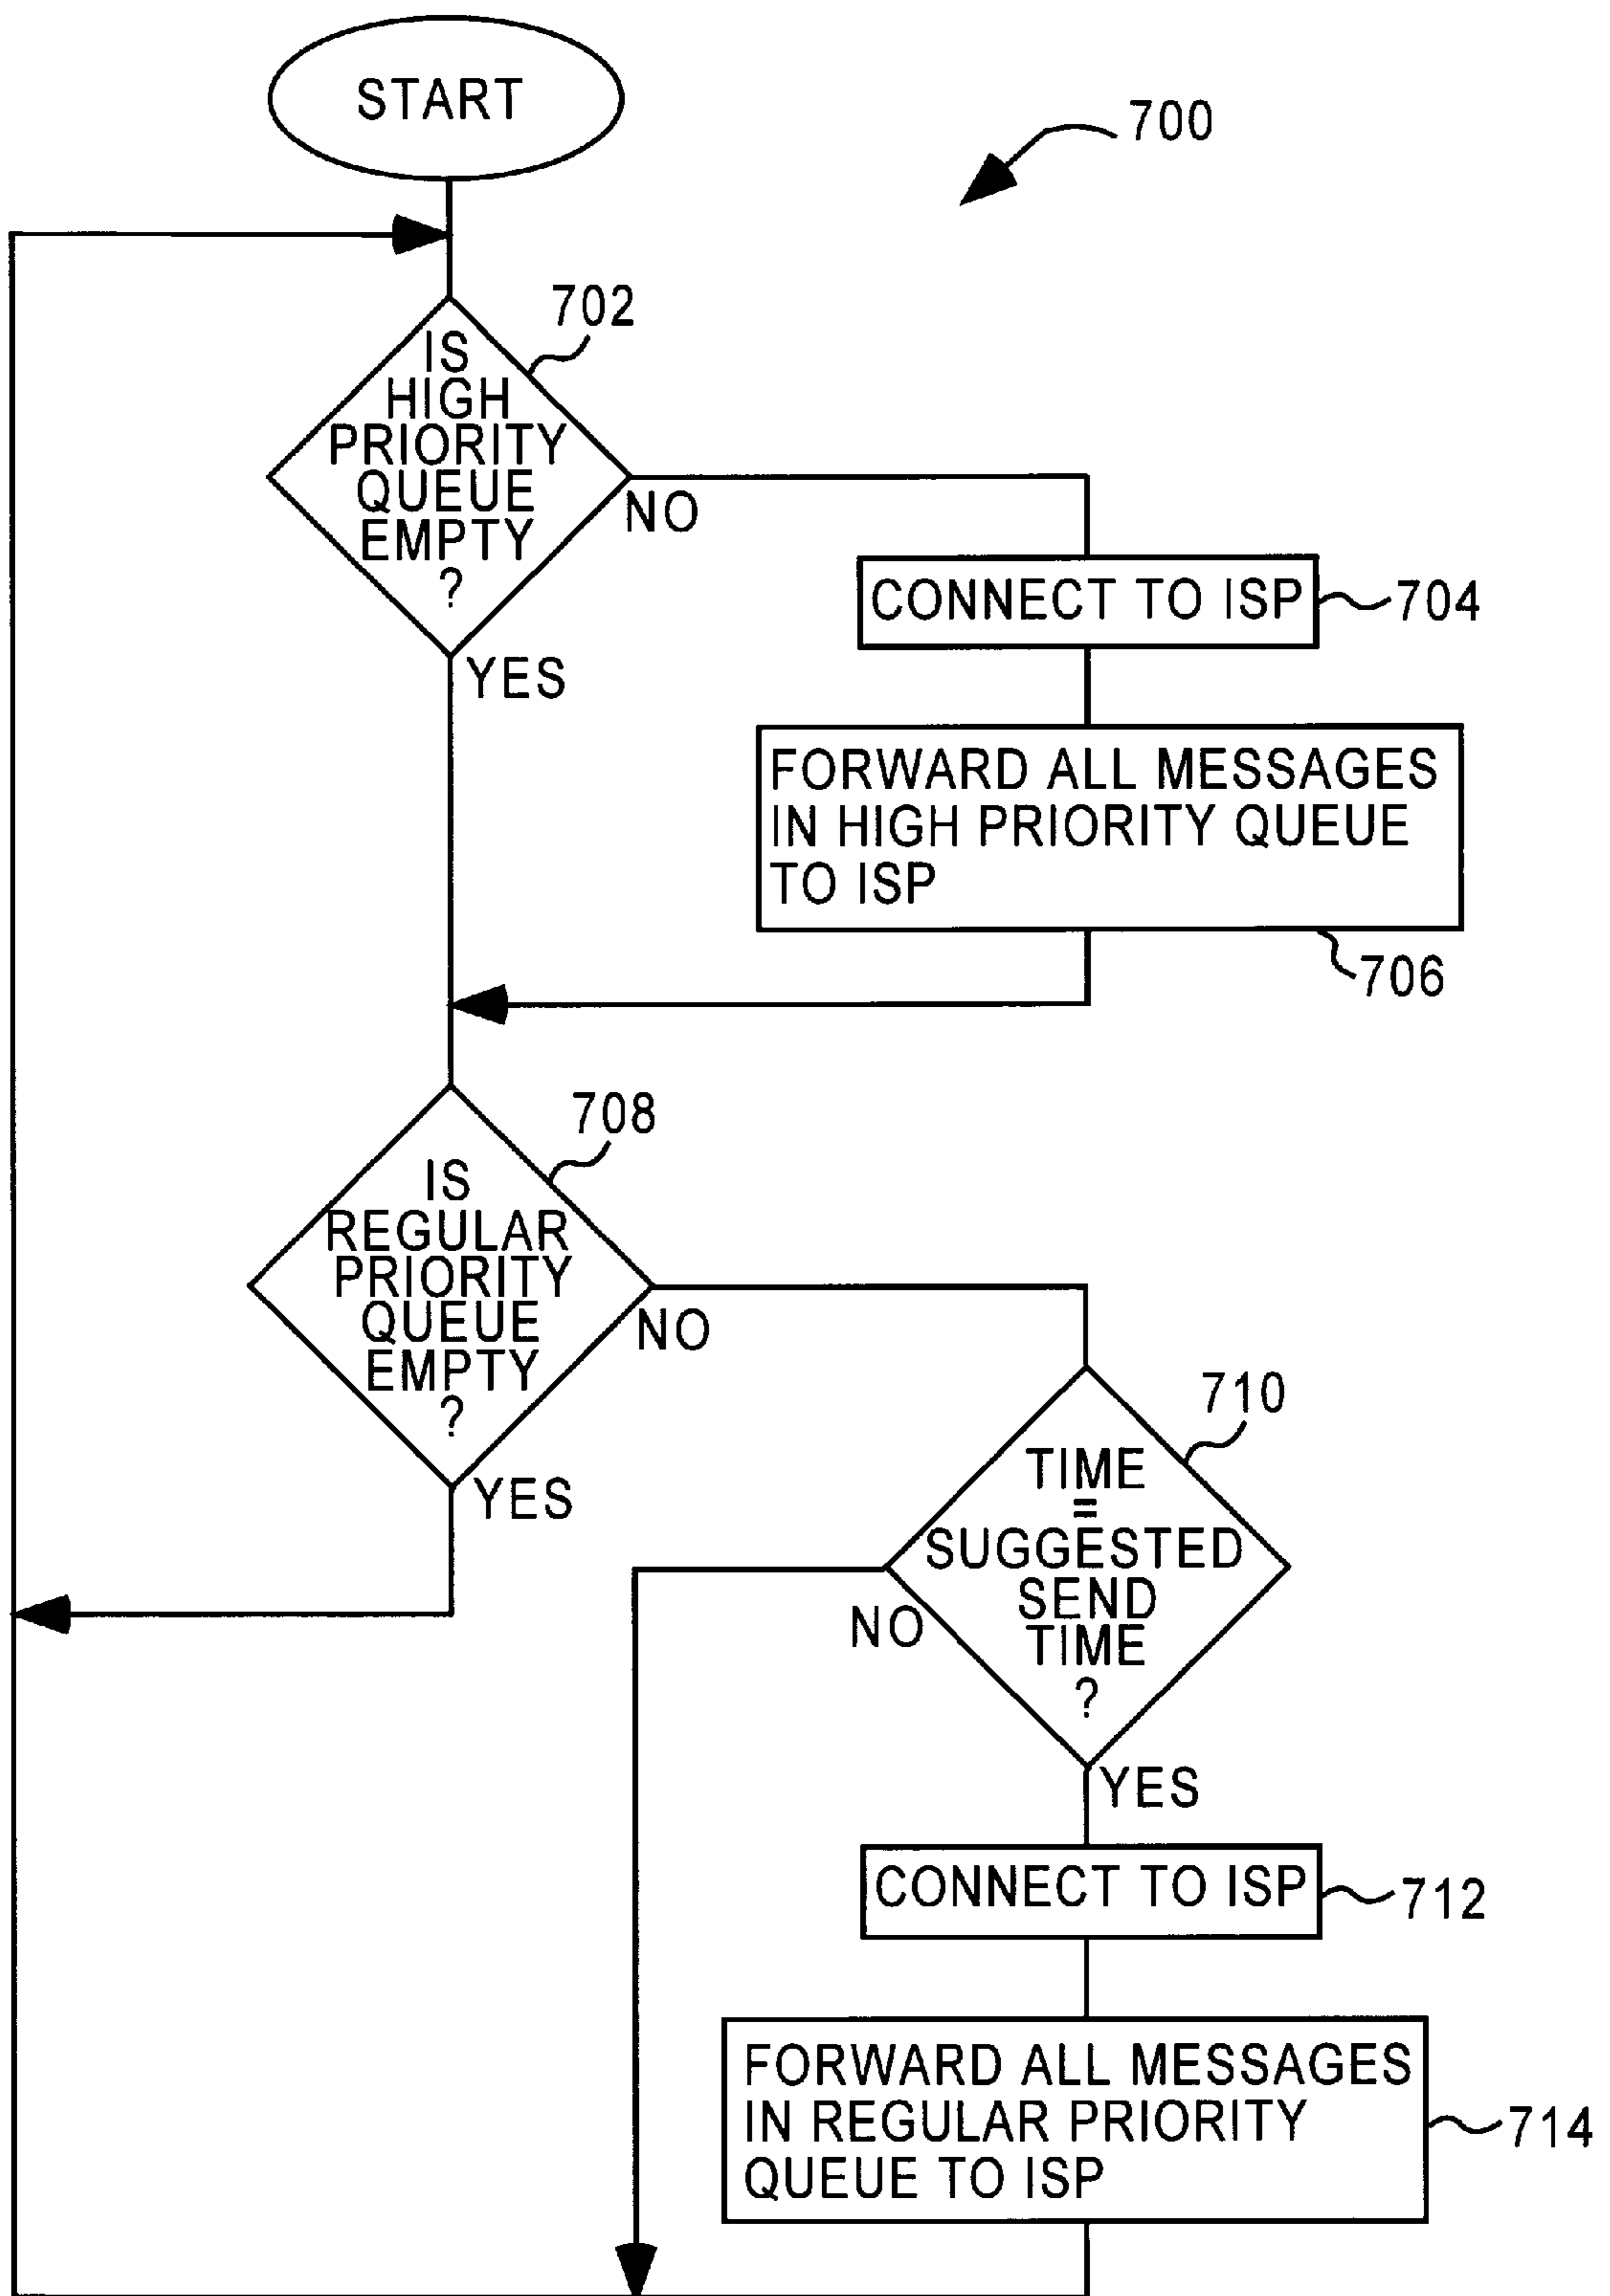 START
700
702
IS
HIGH
PRIORITY
QUEUE
EMPTY
?
NO
YES
CONNECT TO ISP
704
FORWARD ALL MESSAGES
IN HIGH PRIORITY QUEUE
TO ISP
706
708
IS
REGULAR
PRIORITY
QUEUE
EMPTY
?
NO
YES
710
TIME
=
SUGGESTED
SEND
TIME
?
NO
YES
CONNECT TO ISP
712
FORWARD ALL MESSAGES
IN REGULAR PRIORITY
QUEUE TO ISP
714